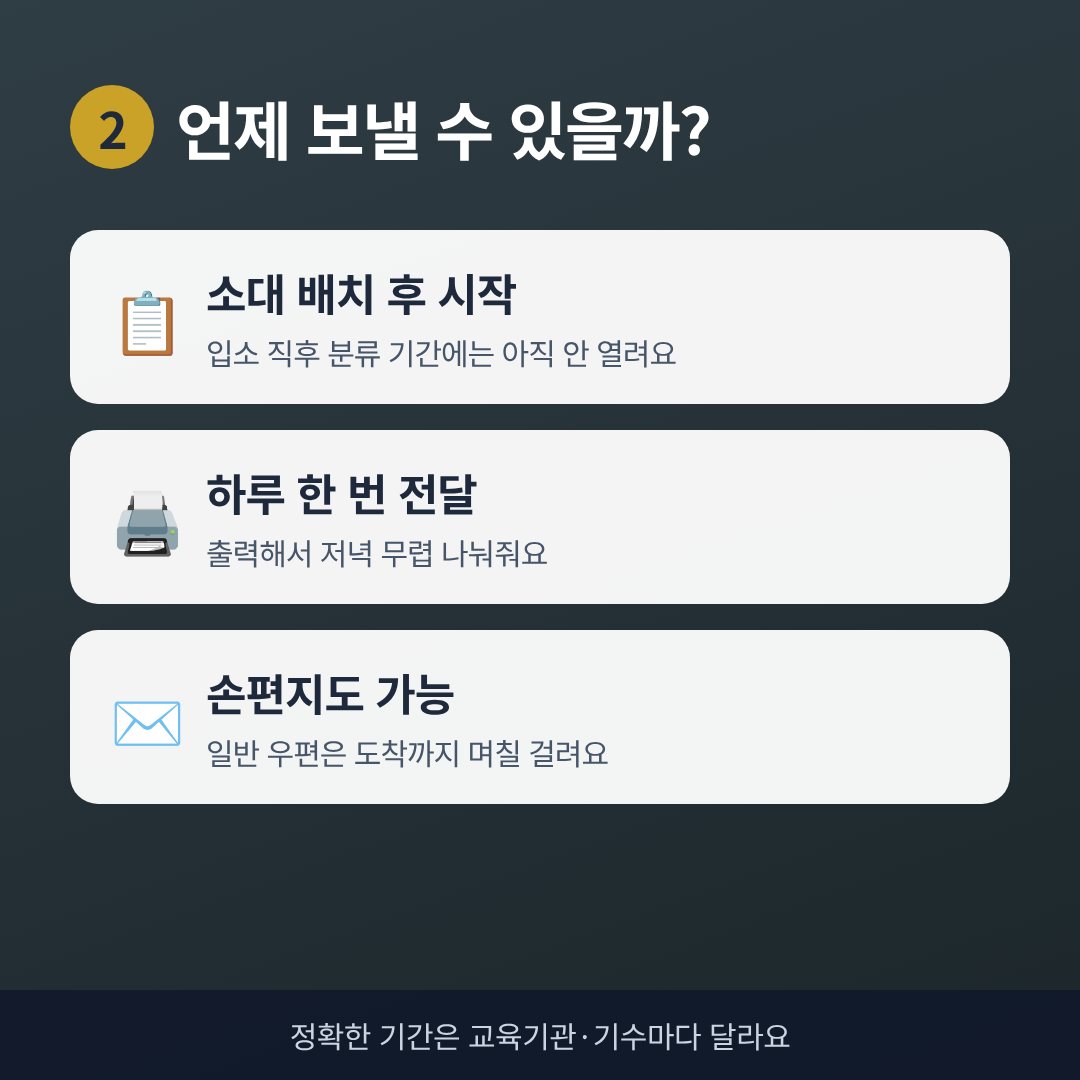 2 언제 보낼 수 있을까?
소대 배치 후 시작
입소 직후 분류 기간에는 아직 안 열려요
하루 한 번 전달
출력해서 저녁 무렵 나눠줘요
손편지도 가능
일반 우편은 도착까지 며칠 걸려요
정확한 기간은 교육기관·기수마다 달라요